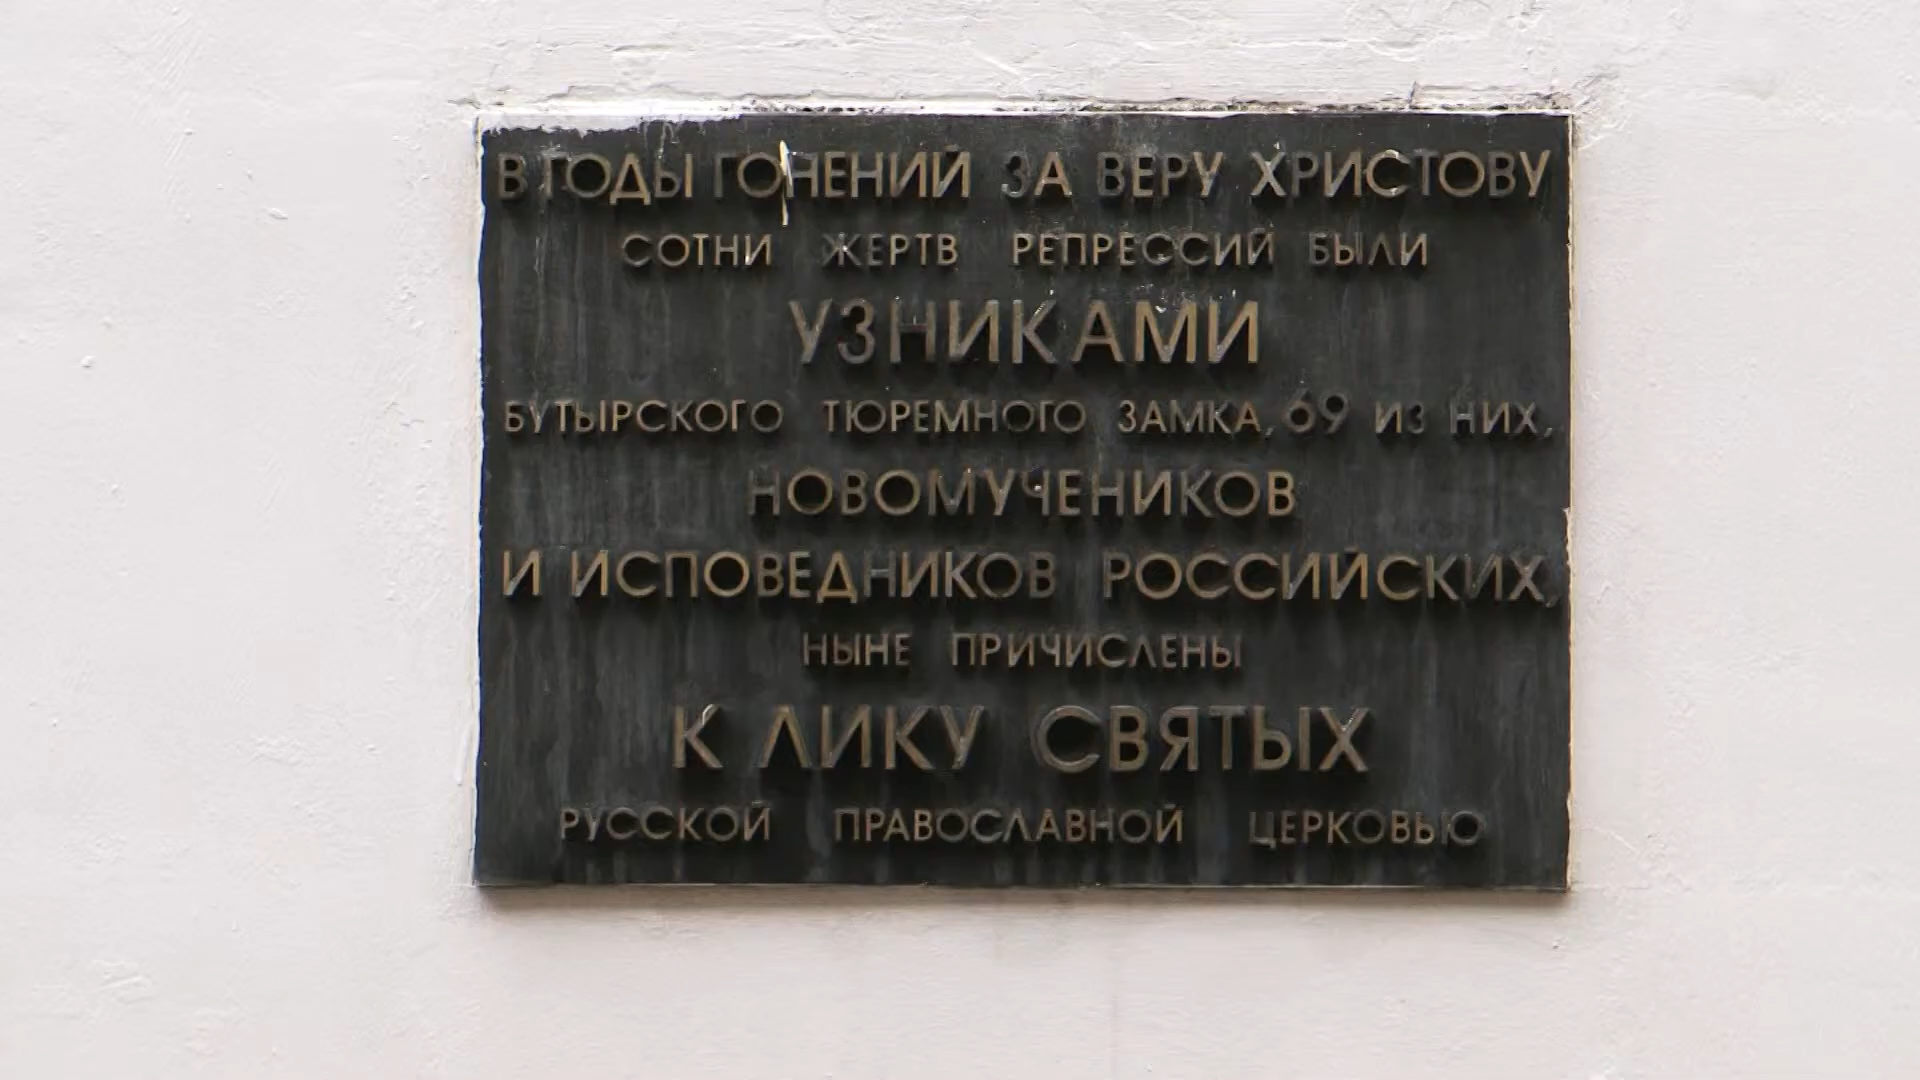 В ГОДЫ ГОНЕНИЙ ЗА ВЕРУ ХРИСТОВУ
СОТНИ ЖЕРТВ РЕПРЕССИЙ БЫЛИ
УЗНИКАМИ
БУТЫРСКОГО ТЮРЕМНОГО ЗАМКА, 69 ИЗ НИХ,
НОВОМУЧЕНИКОВ
И ИСПОВЕДНИКОВ РОССИЙСКИХ,
НЫНЕ ПРИЧИСЛЕНЫ
К ЛИКУ СВЯТЫХ
РУССКОЙ ПРАВОСЛАВНОЙ ЦЕРКОВЬЮ